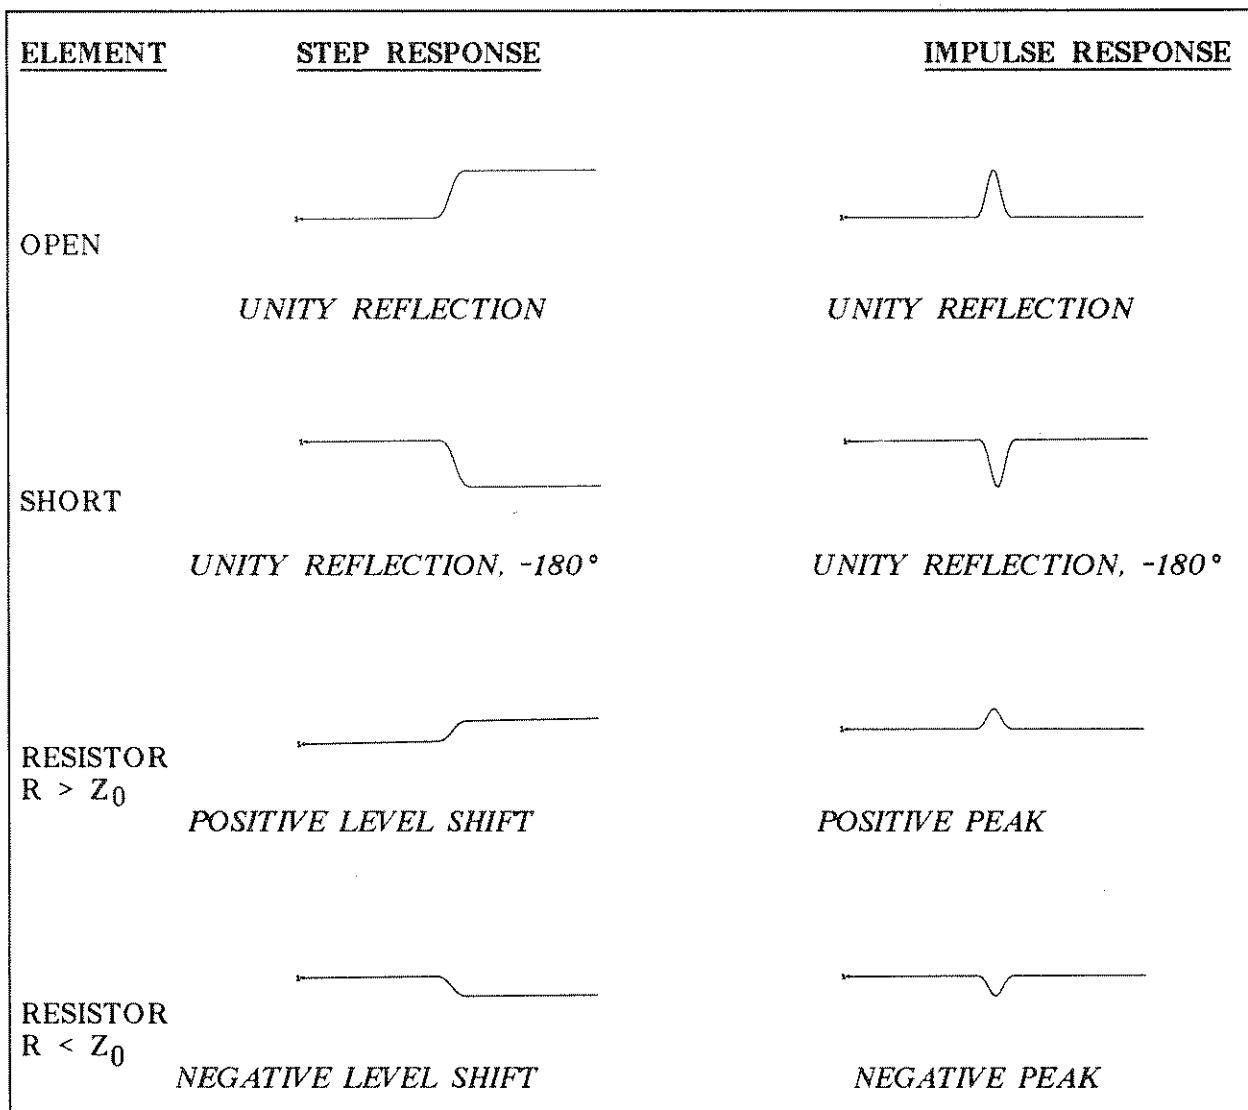 ELEMENT STEP RESPONSE IMPULSE RESPONSE
OPEN
UNITY REFLECTION UNITY REFLECTION
SHORT
UNITY REFLECTION, -180° UNITY REFLECTION, -180°
RESISTOR
R > Z0
POSITIVE LEVEL SHIFT POSITIVE PEAK
RESISTOR
R < Z0
NEGATIVE LEVEL SHIFT NEGATIVE PEAK